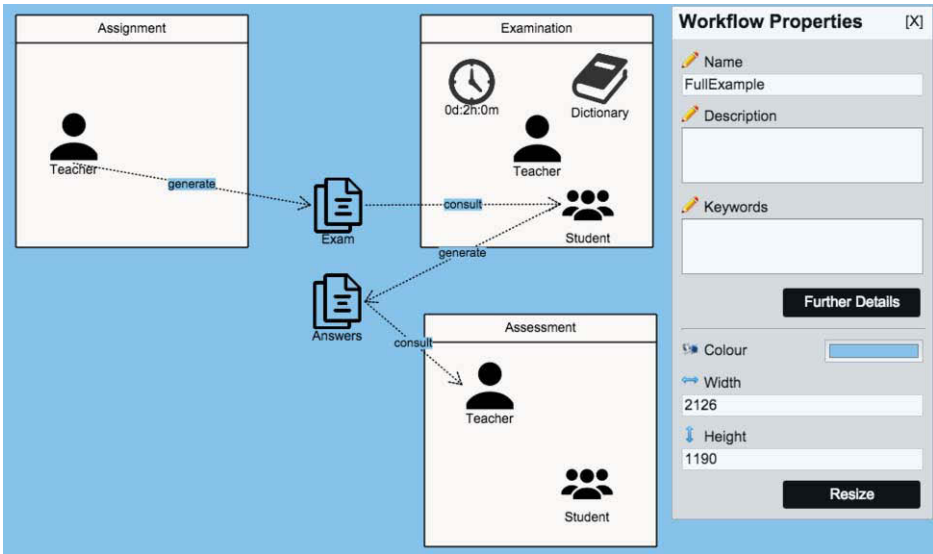 Assignment
Teacher
generate
Exam
Answers
Examination
0d:2h:0m
Dictionary
Teacher
consult
Student
generate
consult
Assessment
Teacher
Student
Workflow Properties
[X]
Name
FullExample
Description
Keywords
Further Details
Colour
Width
2126
Height
1190
Resize